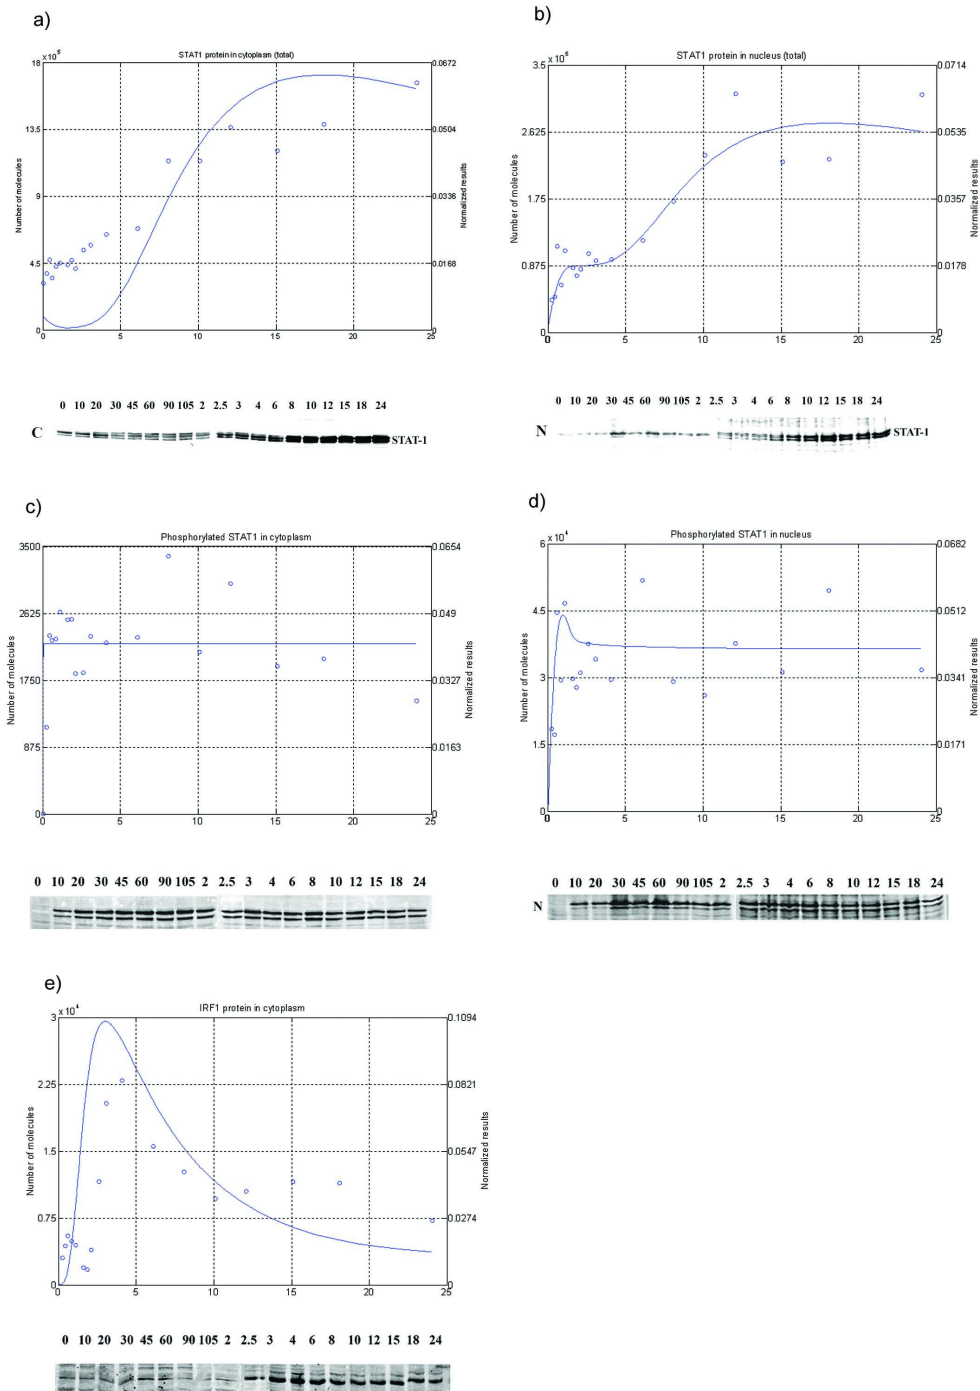 a)
STAT1 protein in cytoplasm (total)
x 10⁵
18
13.5
9
4.5
0
0 5 10 15 20 25
0.0672
0.0504
0.0336
0.0168
0
Number of molecules
Normalized results
0 10 20 30 45 60 90 105 2 2.5 3 4 6 8 10 12 15 18 24
C
STAT-1
b)
STAT1 protein in nucleus (total)
x 10⁶
3.5
2.625
1.75
0.875
0
0 5 10 15 20 25
0.0714
0.0535
0.0357
0.0178
0
Number of molecules
Normalized results
0 10 20 30 45 60 90 105 2 2.5 3 4 6 8 10 12 15 18 24
N
STAT-1
c)
Phosphorylated STAT1 in cytoplasm
3500
2625
1750
875
0
0 5 10 15 20 25
0.0654
0.049
0.0327
0.0163
0
Number of molecules
Normalized results
0 10 20 30 45 60 90 105 2 2.5 3 4 6 8 10 12 15 18 24
d)
Phosphorylated STAT1 in nucleus
x 10⁴
6
4.5
3
1.5
0
0 5 10 15 20 25
0.0682
0.0512
0.0341
0.0171
0
Number of molecules
Normalized results
0 10 20 30 45 60 90 105 2 2.5 3 4 6 8 10 12 15 18 24
N
e)
IRF1 protein in cytoplasm
x 10⁴
3
2.25
1.5
0.75
0
0 5 10 15 20 25
0.1094
0.0821
0.0547
0.0274
0
Number of molecules
Normalized results
0 10 20 30 45 60 90 105 2 2.5 3 4 6 8 10 12 15 18 24